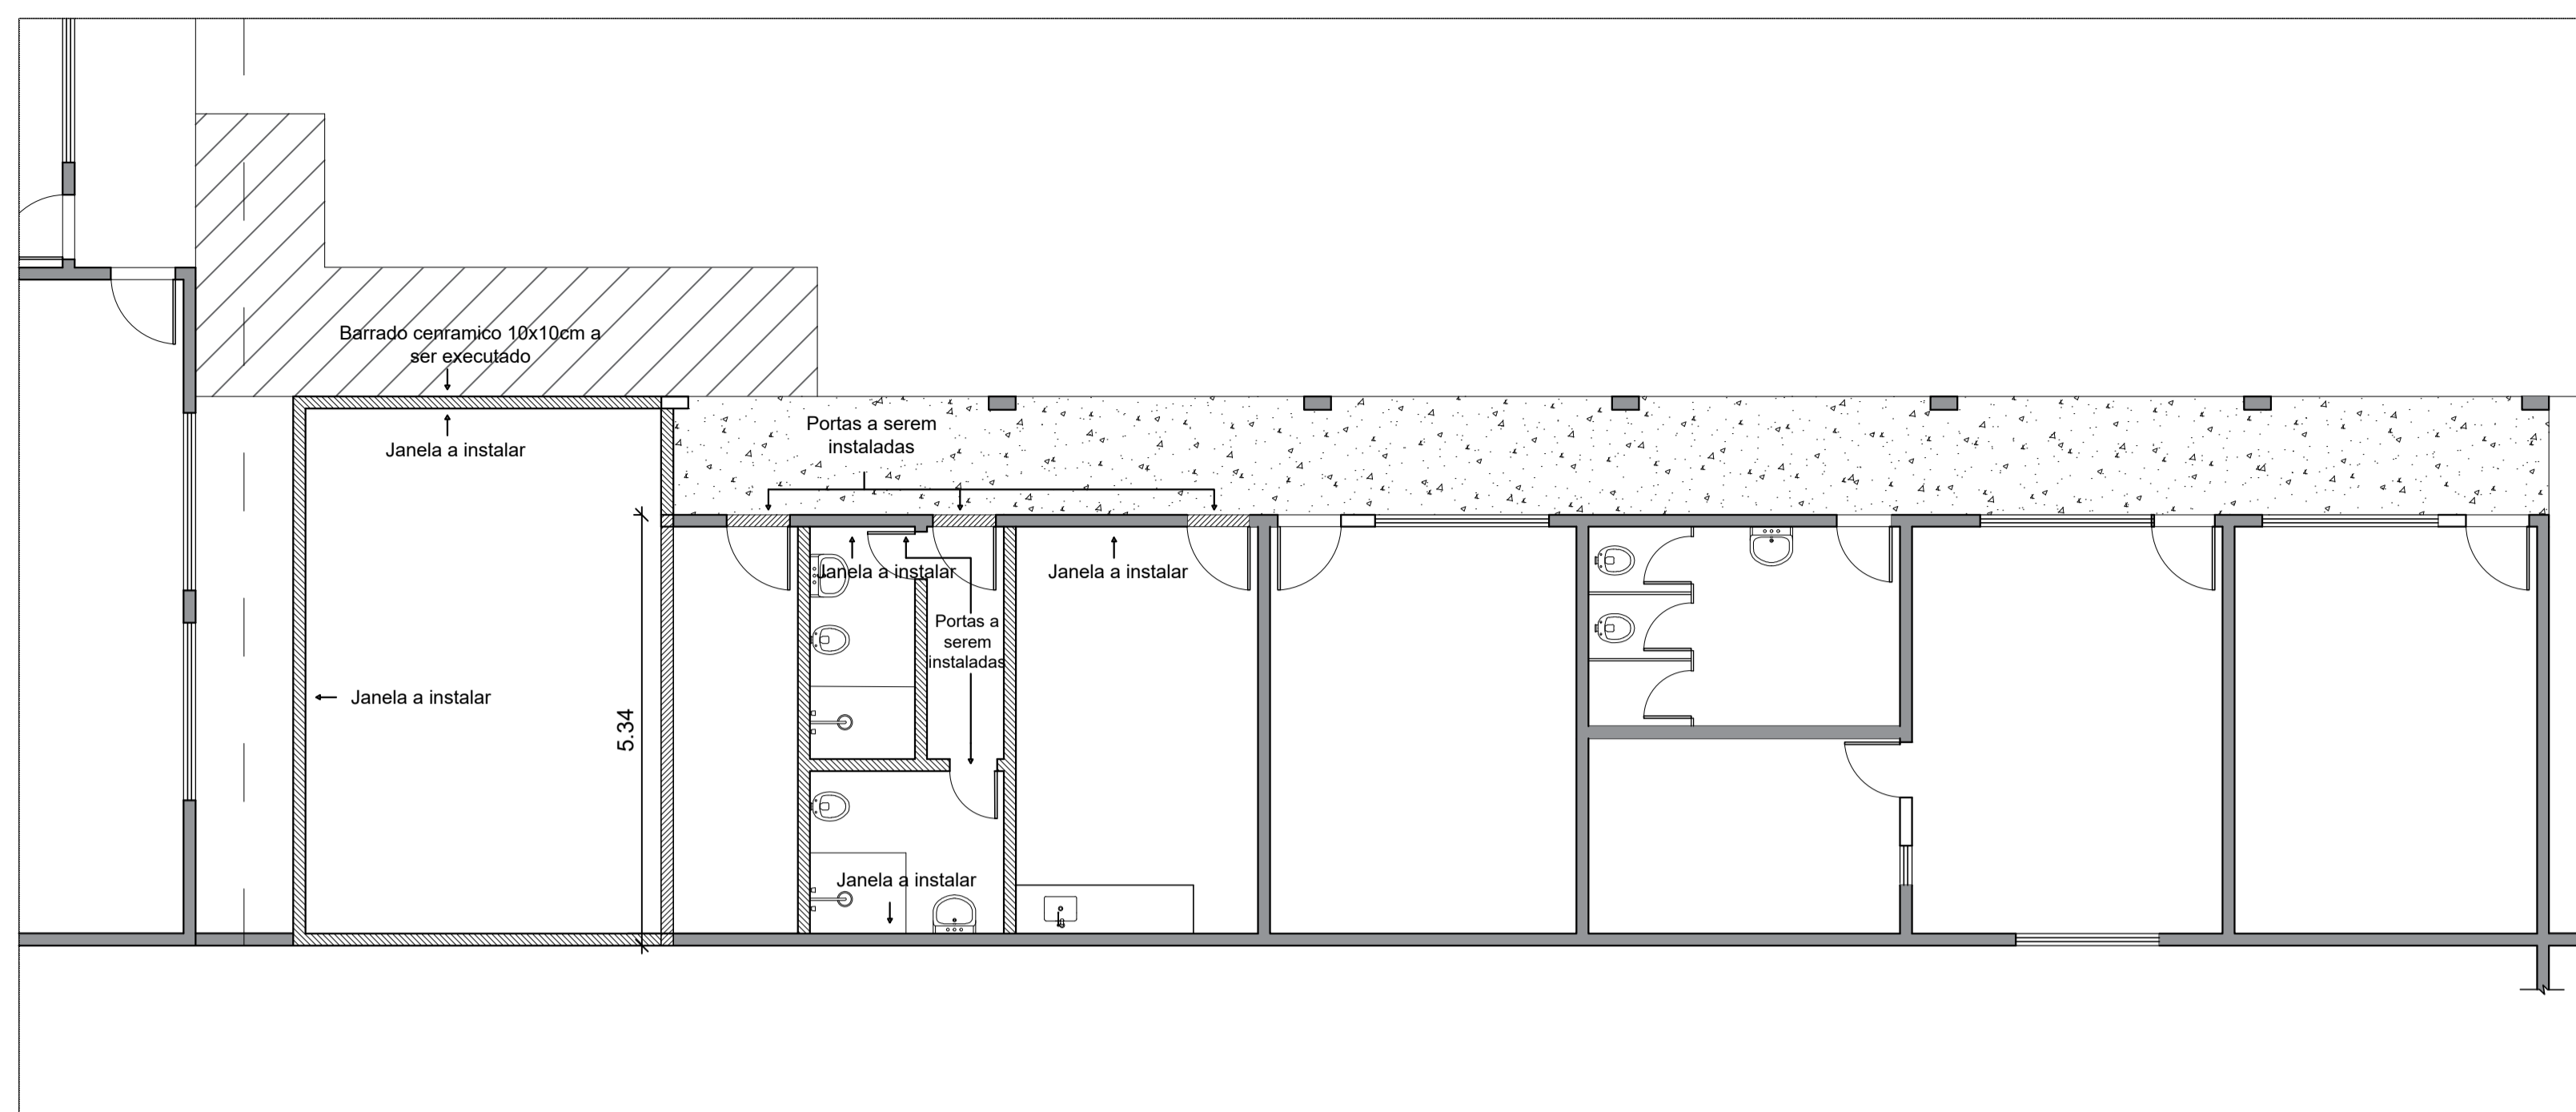 Barrado cenramico 10x10cm a
ser executado
Janela a instalar
Portas a serem
instaladas
Janela a instalar
Janela a instalar
Portas a
serem
instaladas
Janela a instalar
5.34
Janela a instalar